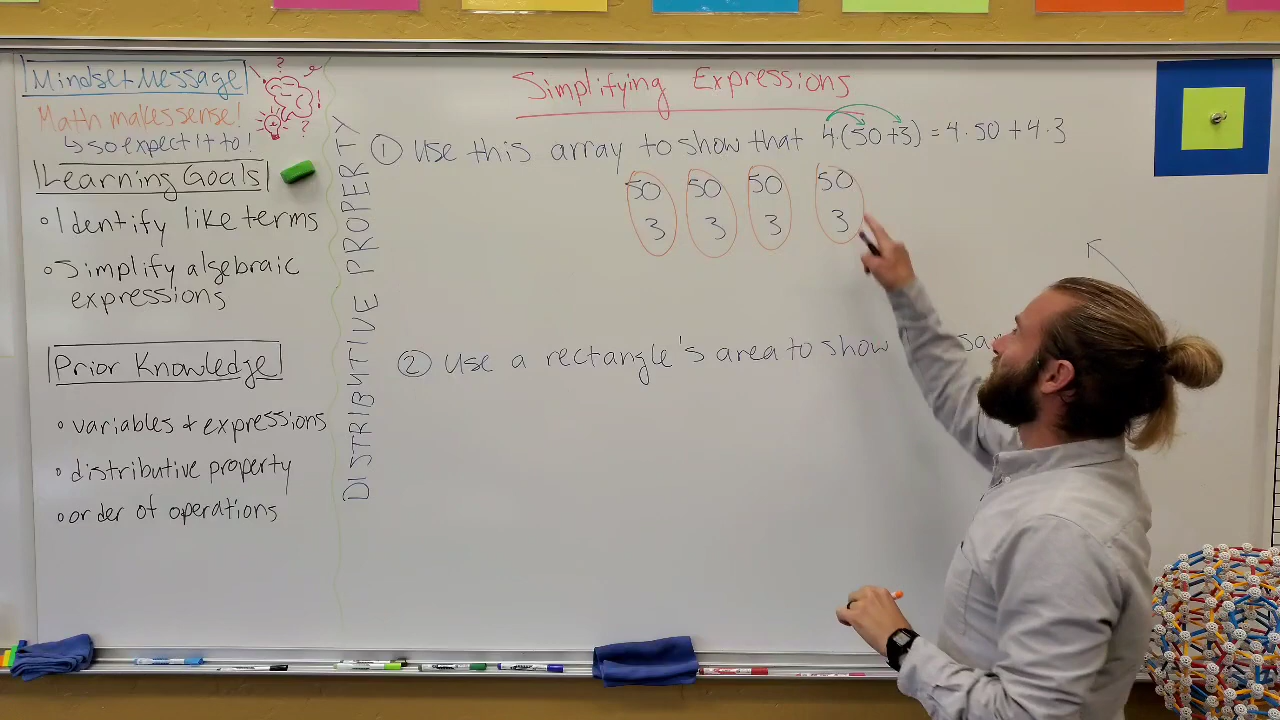 Mindset Message
Math makes sense!
↳ so expect it to!
Learning Goals
• Identify like terms
• Simplify algebraic
expressions
Prior Knowledge
• variables + expressions
• distributive property
• order of operations
DISTRIBUTIVE PROPERTY
Simplifying Expressions
① Use this array to show that 4·(50+3) = 4·50 + 4·3
50 50 50 50
3 3 3 3
② Use a rectangle's area to show